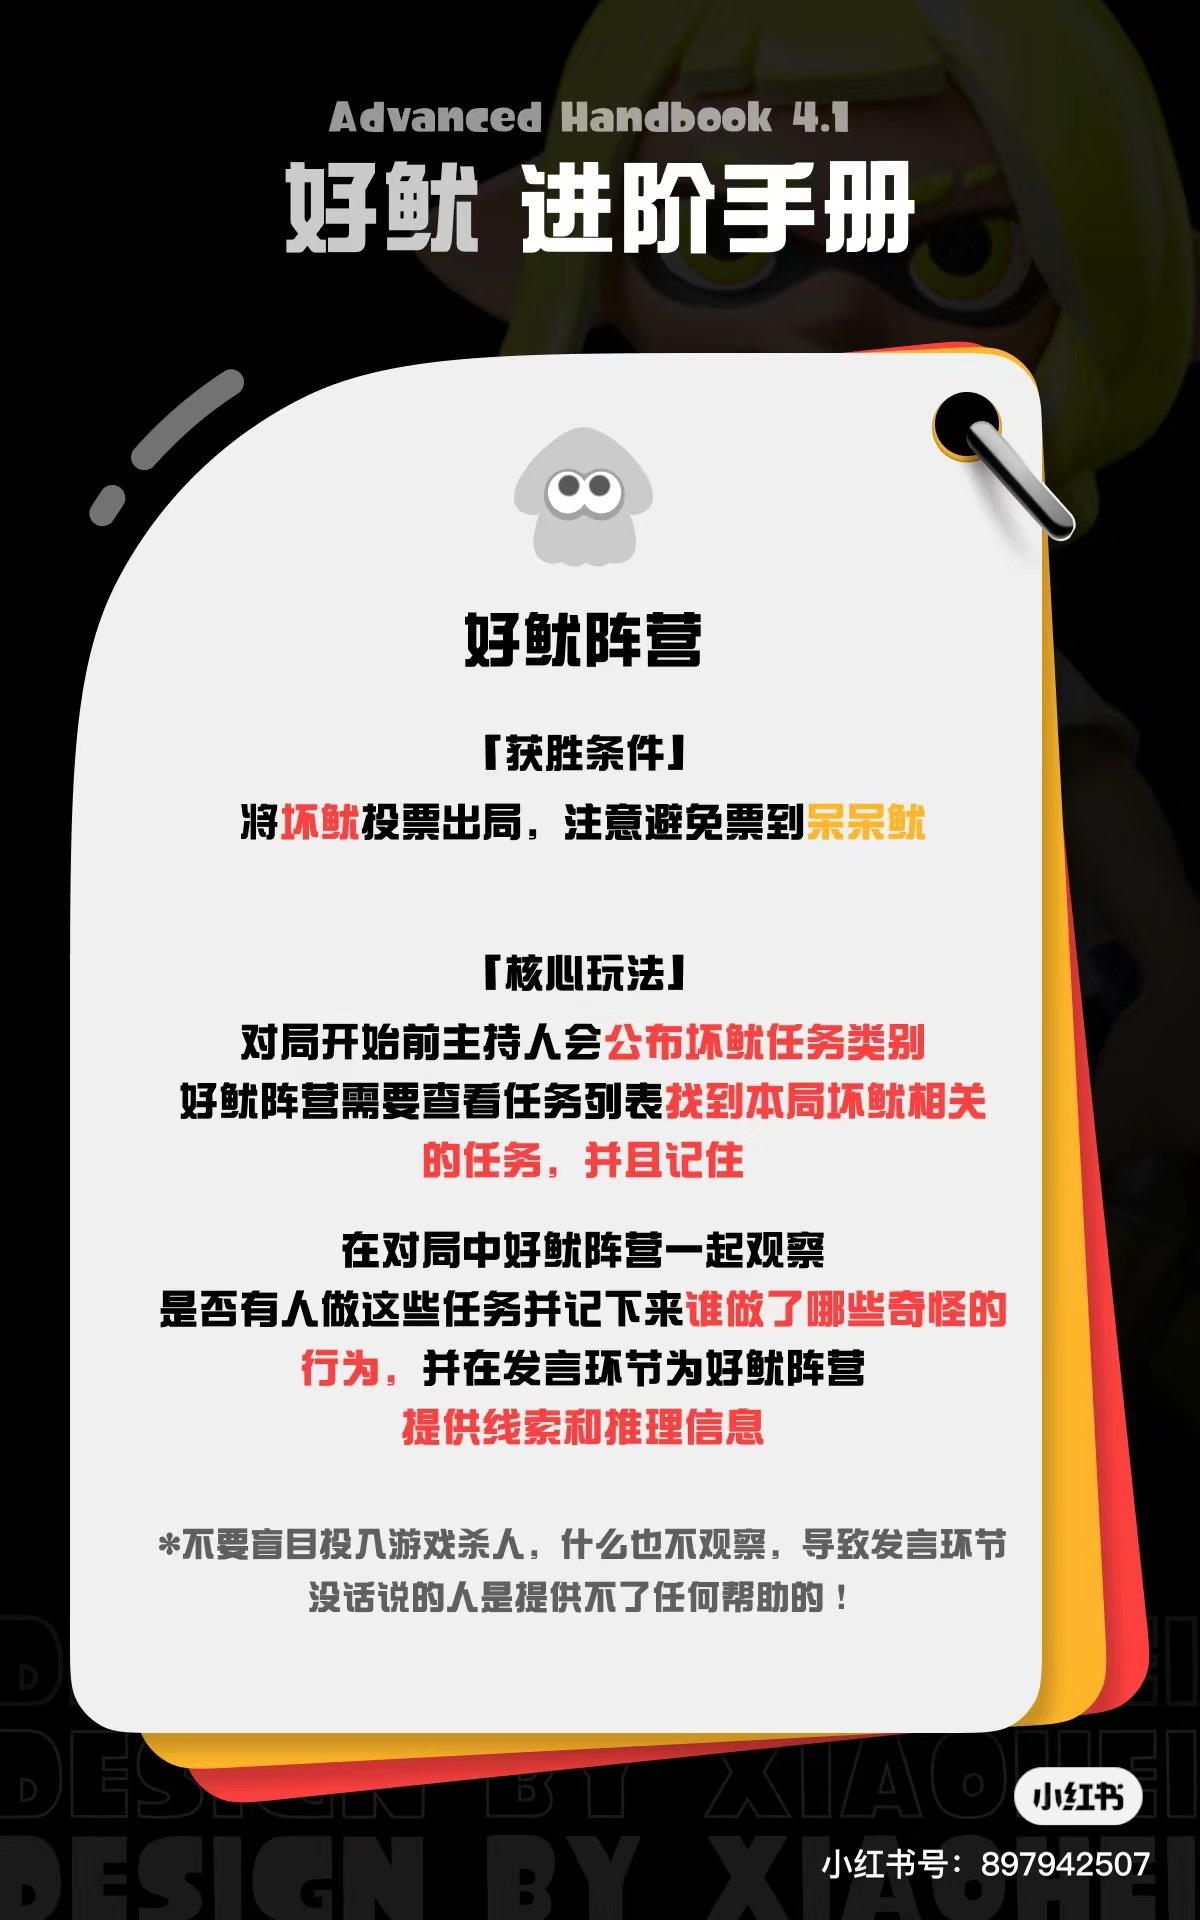 Advanced Handbook 4.1
好鱿 进阶手册
好鱿阵营
「获胜条件」
将坏鱿投票出局，注意避免票到呆呆鱿
「核心玩法」
对局开始前主持人会公布坏鱿任务类别
好鱿阵营需要查看任务列表找到本局坏鱿相关
的任务，并且记住
在对局中好鱿阵营一起观察
是否有人做这些任务并记下来谁做了哪些奇怪的
行为，并在发言环节为好鱿阵营
提供线索和推理信息
*不要盲目投入游戏杀人，什么也不观察，导致发言环节
没话说的人是提供不了任何帮助的！
DESIGN BY XIAOHEI
DESIGN BY XIAOHEI
小红书
小红书号：897942507